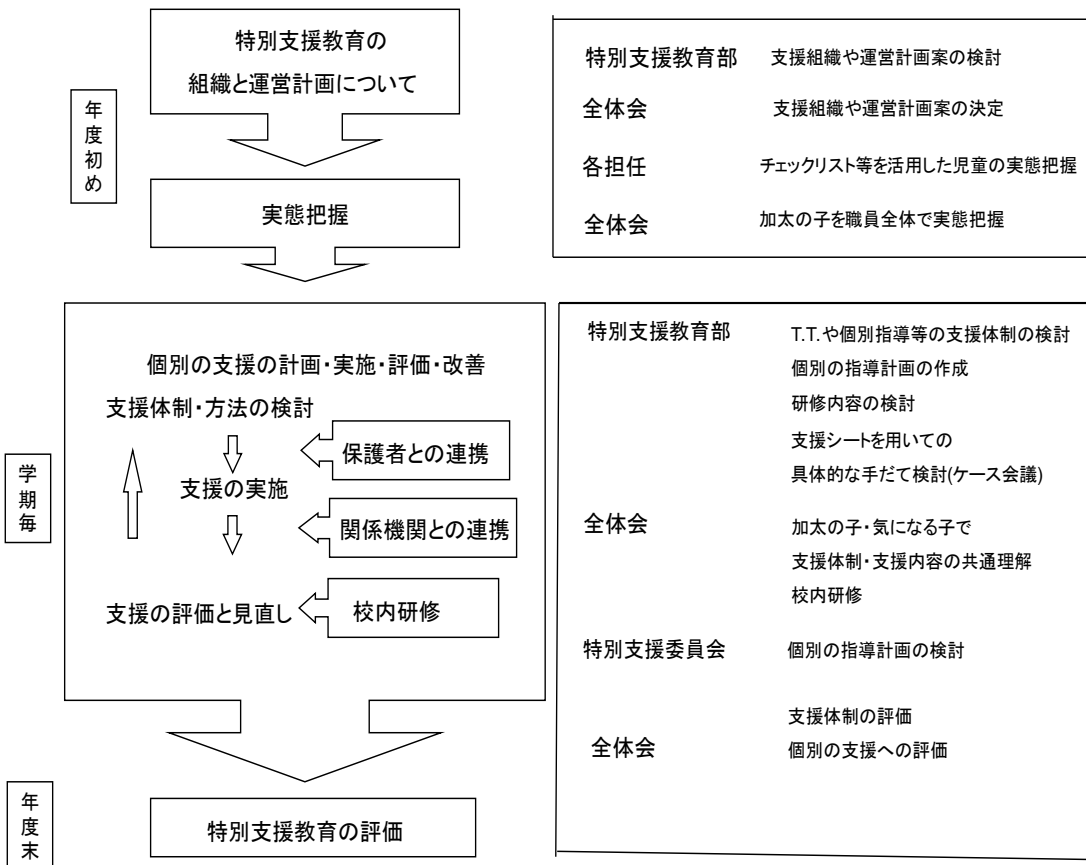 特別支援教育の
組織と運営計画について
年度初め
実態把握
特別支援教育部 支援組織や運営計画案の検討
全体会 支援組織や運営計画案の決定
各担任 チェックリスト等を活用した児童の実態把握
全体会 加太の子を職員全体で実態把握
個別の支援の計画・実施・評価・改善
支援体制・方法の検討
保護者との連携
支援の実施
関係機関との連携
支援の評価と見直し
校内研修
学期毎
特別支援教育部 T.T.や個別指導等の支援体制の検討
個別の指導計画の作成
研修内容の検討
支援シートを用いての
具体的な手だて検討(ケース会議)
全体会 加太の子・気になる子で
支援体制・支援内容の共通理解
校内研修
特別支援委員会 個別の指導計画の検討
支援体制の評価
全体会 個別の支援への評価
年度末
特別支援教育の評価